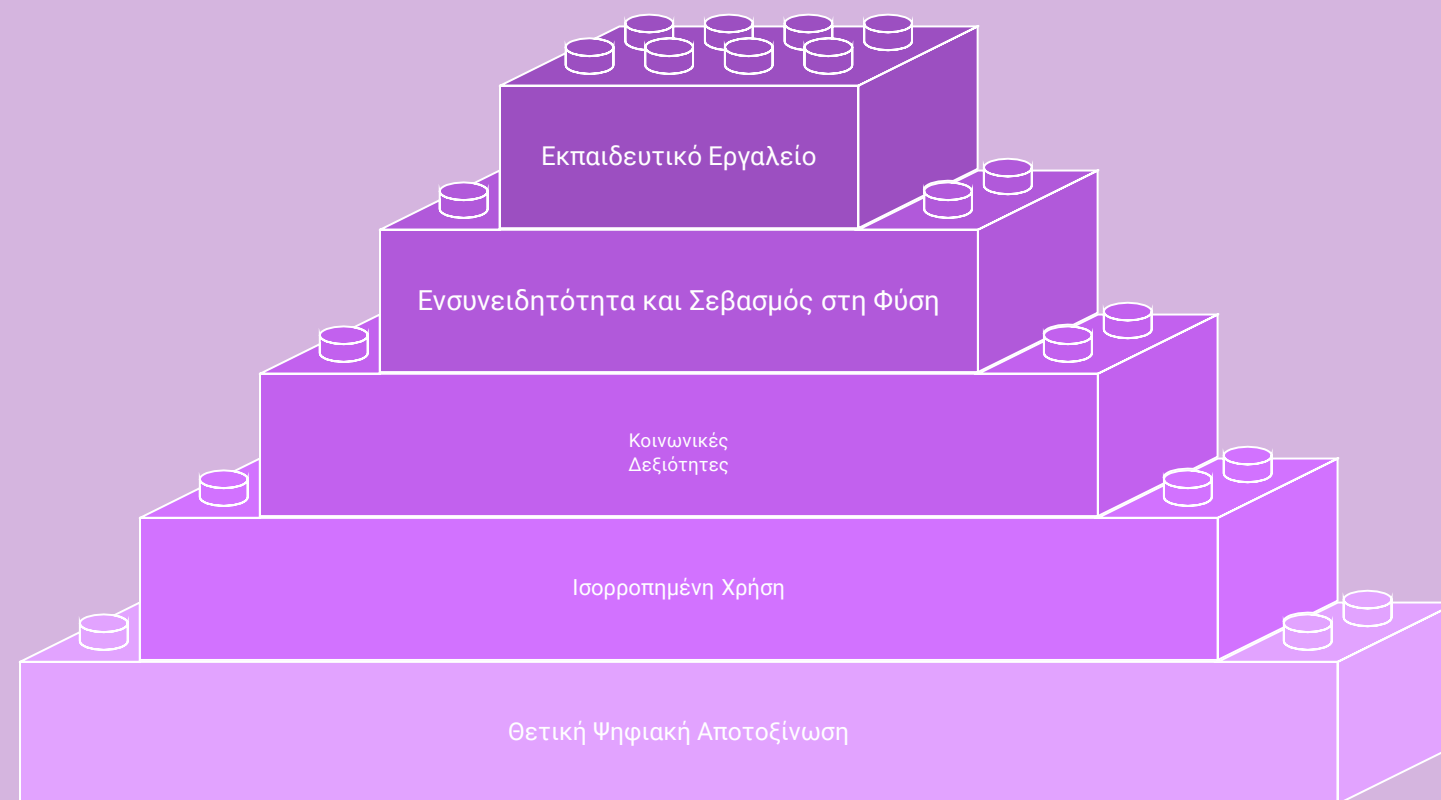 Εκπαιδευτικό Εργαλείο
Ενσυνειδητότητα και Σεβασμός στη Φύση
Κοινωνικές
Δεξιότητες
Ισορροπημένη Χρήση
Θετική Ψηφιακή Αποτοξίνωση